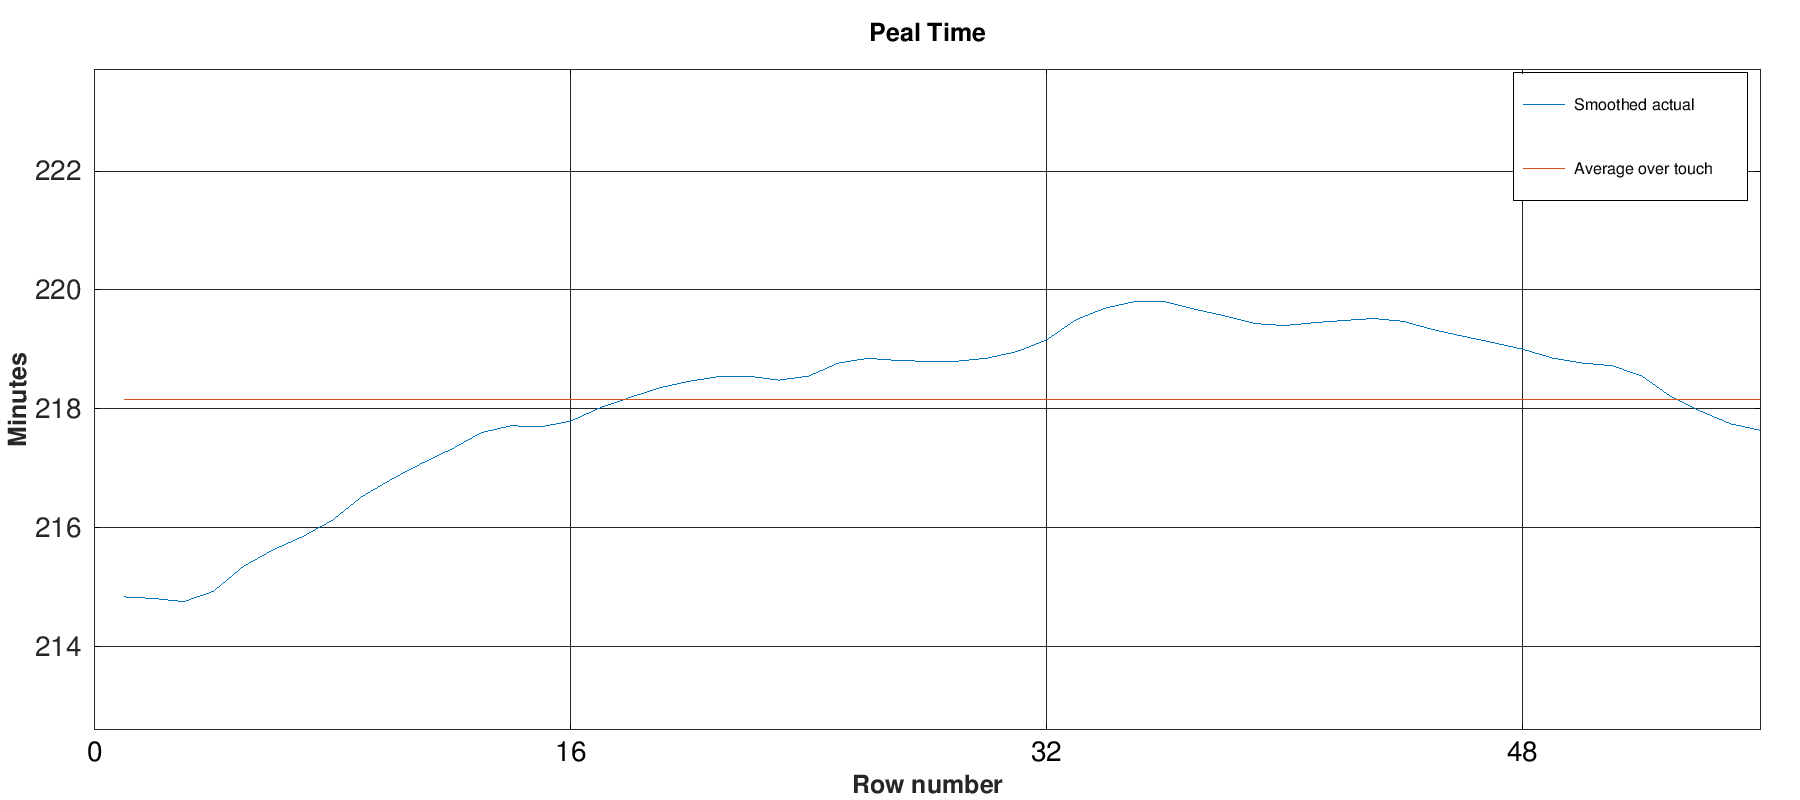 Peal Time
Smoothed actual
Average over touch
222
220
218
216
214
Minutes
0 16 32 48
Row number